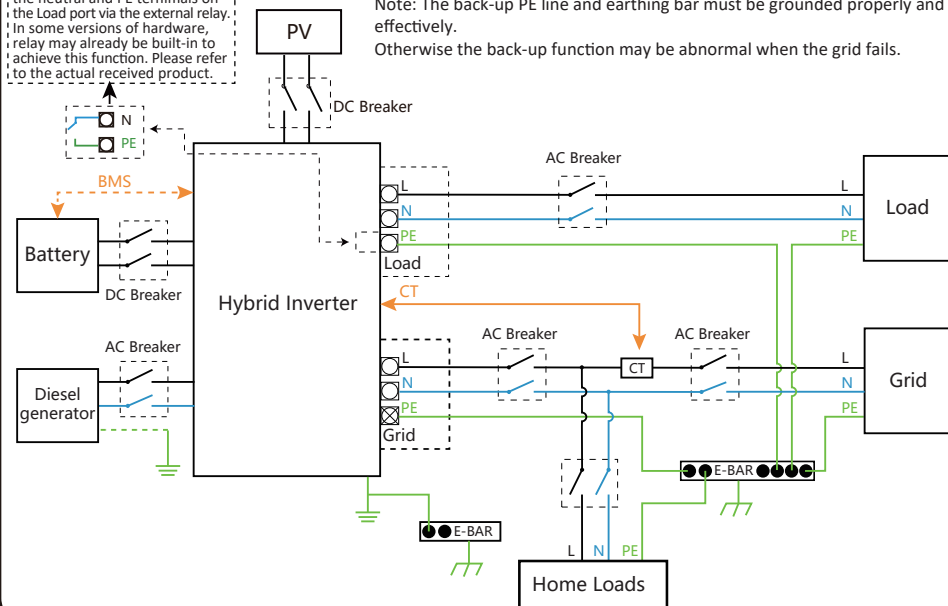 the neutral and PE terminals on
the Load port via the external relay.
In some versions of hardware,
relay may already be built-in to
achieve this function. Please refer
to the actual received product.
Note: The back-up PE line and earthing bar must be grounded properly and
effectively.
Otherwise the back-up function may be abnormal when the grid fails.
PV
DC Breaker
N
PE
BMS
Battery
DC Breaker
AC Breaker
Diesel
generator
Hybrid Inverter
L
N
PE
Load
AC Breaker
L
N
PE
Load
CT
L
N
PE
Grid
AC Breaker
CT
AC Breaker
L
N
PE
Grid
E-BAR
E-BAR
L N PE
Home Loads